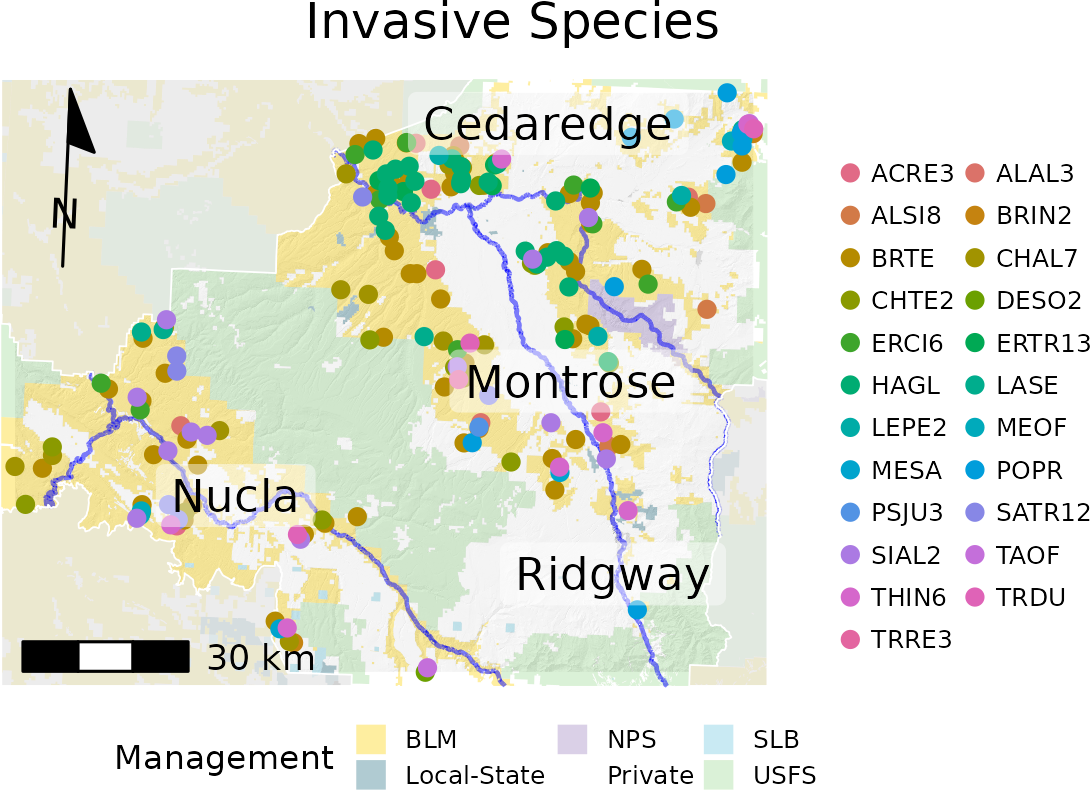 Invasive Species
Cedaredge
N
Montrose
Nucla
Ridgway
30 km
ACRE3 ALAL3
ALSI8 BRIN2
BRTE CHAL7
CHTE2 DESO2
ERCI6 ERTR13
HAGL LASE
LEPE2 MEOF
MESA POPR
PSJU3 SATR12
SIAL2 TAOF
THIN6 TRDU
TRRE3
Management
BLM NPS SLB
Local-State Private USFS